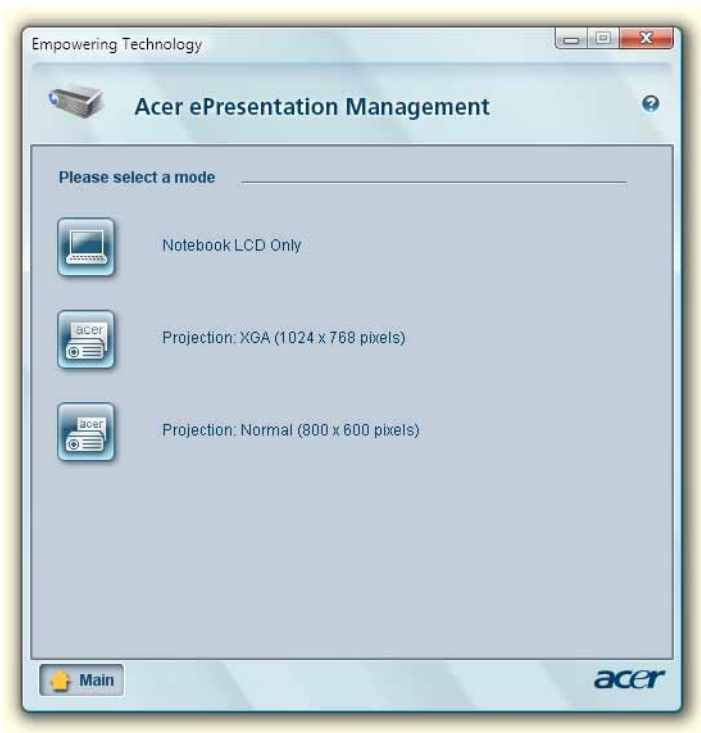 Empowering Technology
Acer ePresentation Management
Please select a mode
Notebook LCD Only
acer
Projection: XGA (1024 x 768 pixels)
acer
Projection: Normal (800 x 600 pixels)
Main
acer